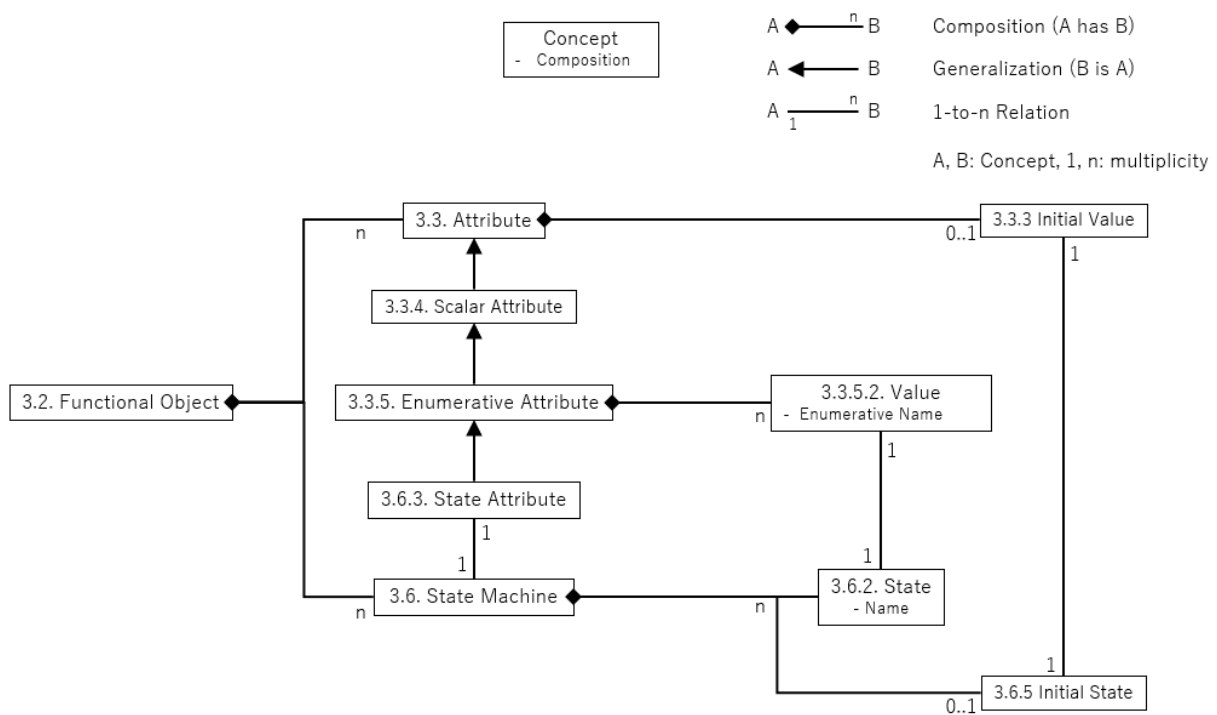 Concept
- Composition
A n B Composition (A has B)
A B Generalization (B is A)
A 1 n B 1-to-n Relation
A, B: Concept, 1, n: multiplicity
3.3. Attribute
n
0..1
3.3.3 Initial Value
1
3.3.4. Scalar Attribute
3.2. Functional Object
3.3.5. Enumerative Attribute
n
3.3.5.2. Value
- Enumerative Name
1
3.6.3. State Attribute
1
1
3.6. State Machine
n
n
1
3.6.2. State
- Name
1
3.6.5 Initial State
0..1